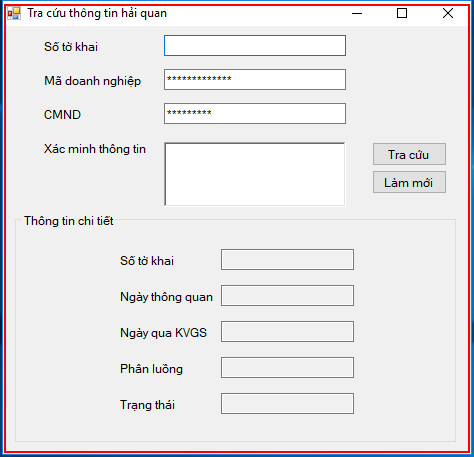 Tra cứu thông tin hải quan
Số tờ khai
Mã doanh nghiệp *************
CMND *********
Xác minh thông tin
Tra cứu
Làm mới
Thông tin chi tiết
Số tờ khai
Ngày thông quan
Ngày qua KVGS
Phân luồng
Trạng thái